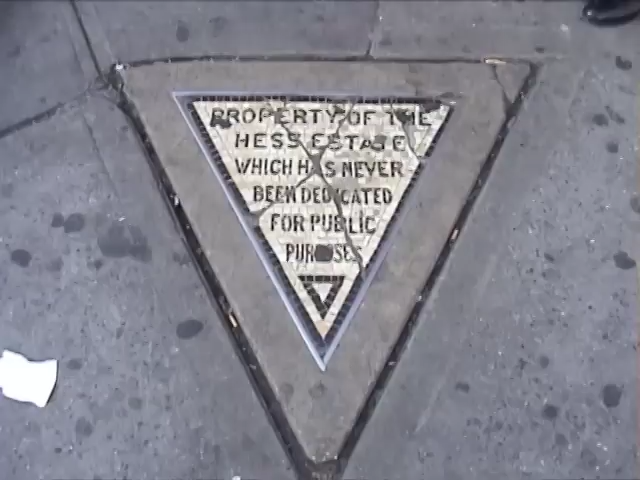 PROPERTY OF THE
HESS ESTATE
WHICH HAS NEVER
BEEN DEDICATED
FOR PUBLIC
PURPOSES